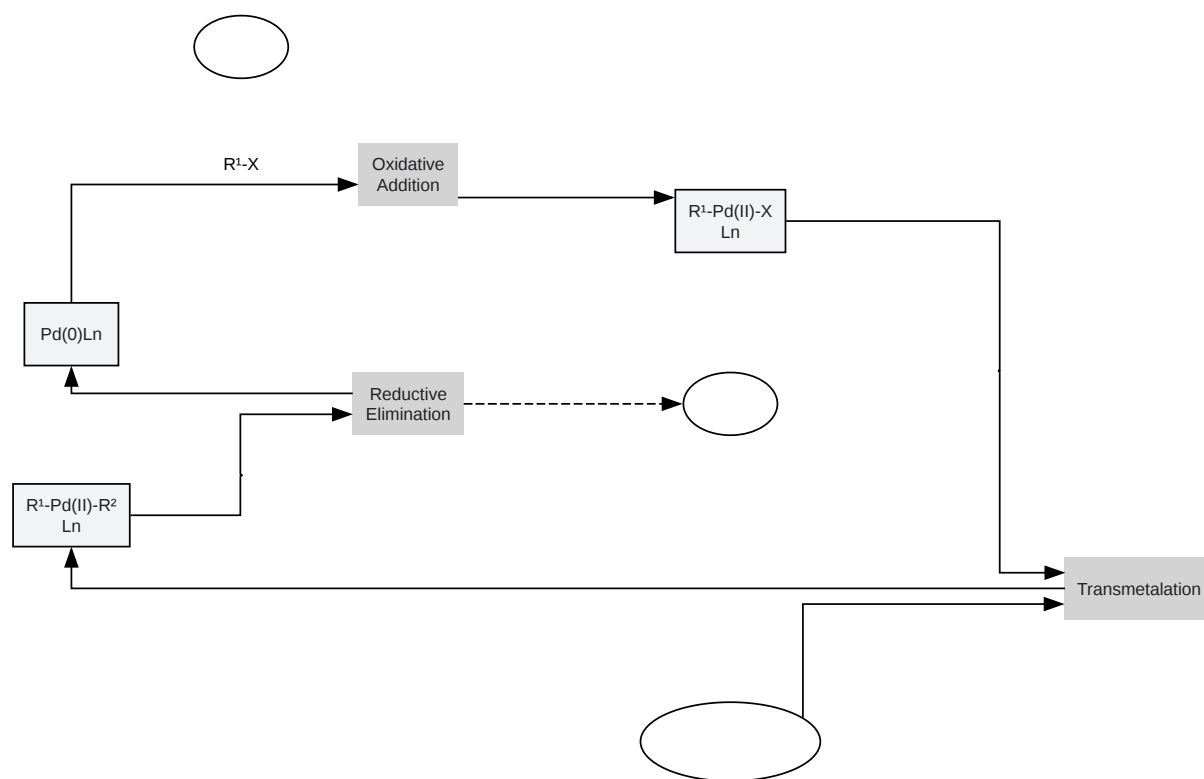 R¹-X
Oxidative
Addition
R¹-Pd(II)-X
Ln
Pd(0)Ln
Reductive
Elimination
R¹-Pd(II)-R²
Ln
Transmetalation